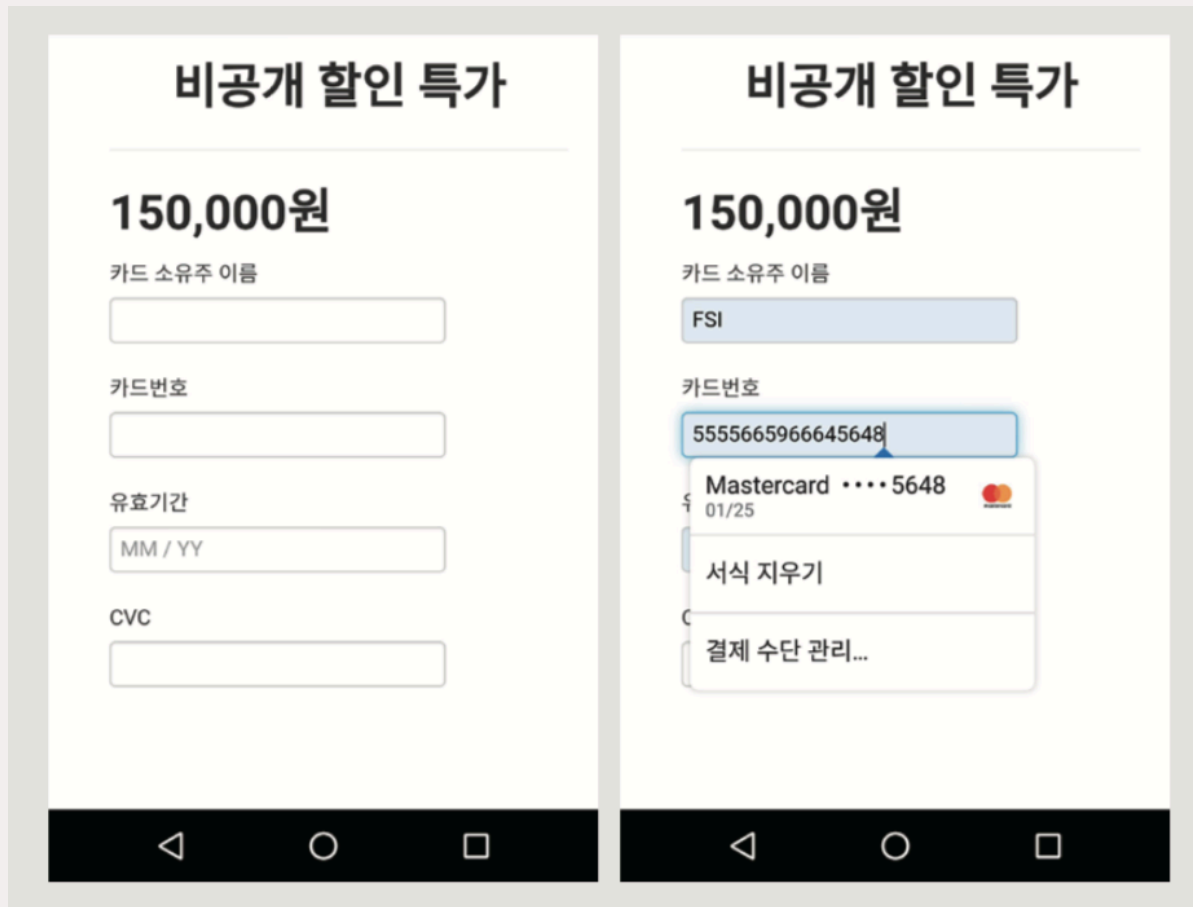 비공개 할인 특가
150,000원
카드 소유주 이름
카드번호
유효기간
MM / YY
CVC
비공개 할인 특가
150,000원
카드 소유주 이름
FSI
카드번호
5555665966645648
Mastercard ····5648
01/25
서식 지우기
결제 수단 관리...